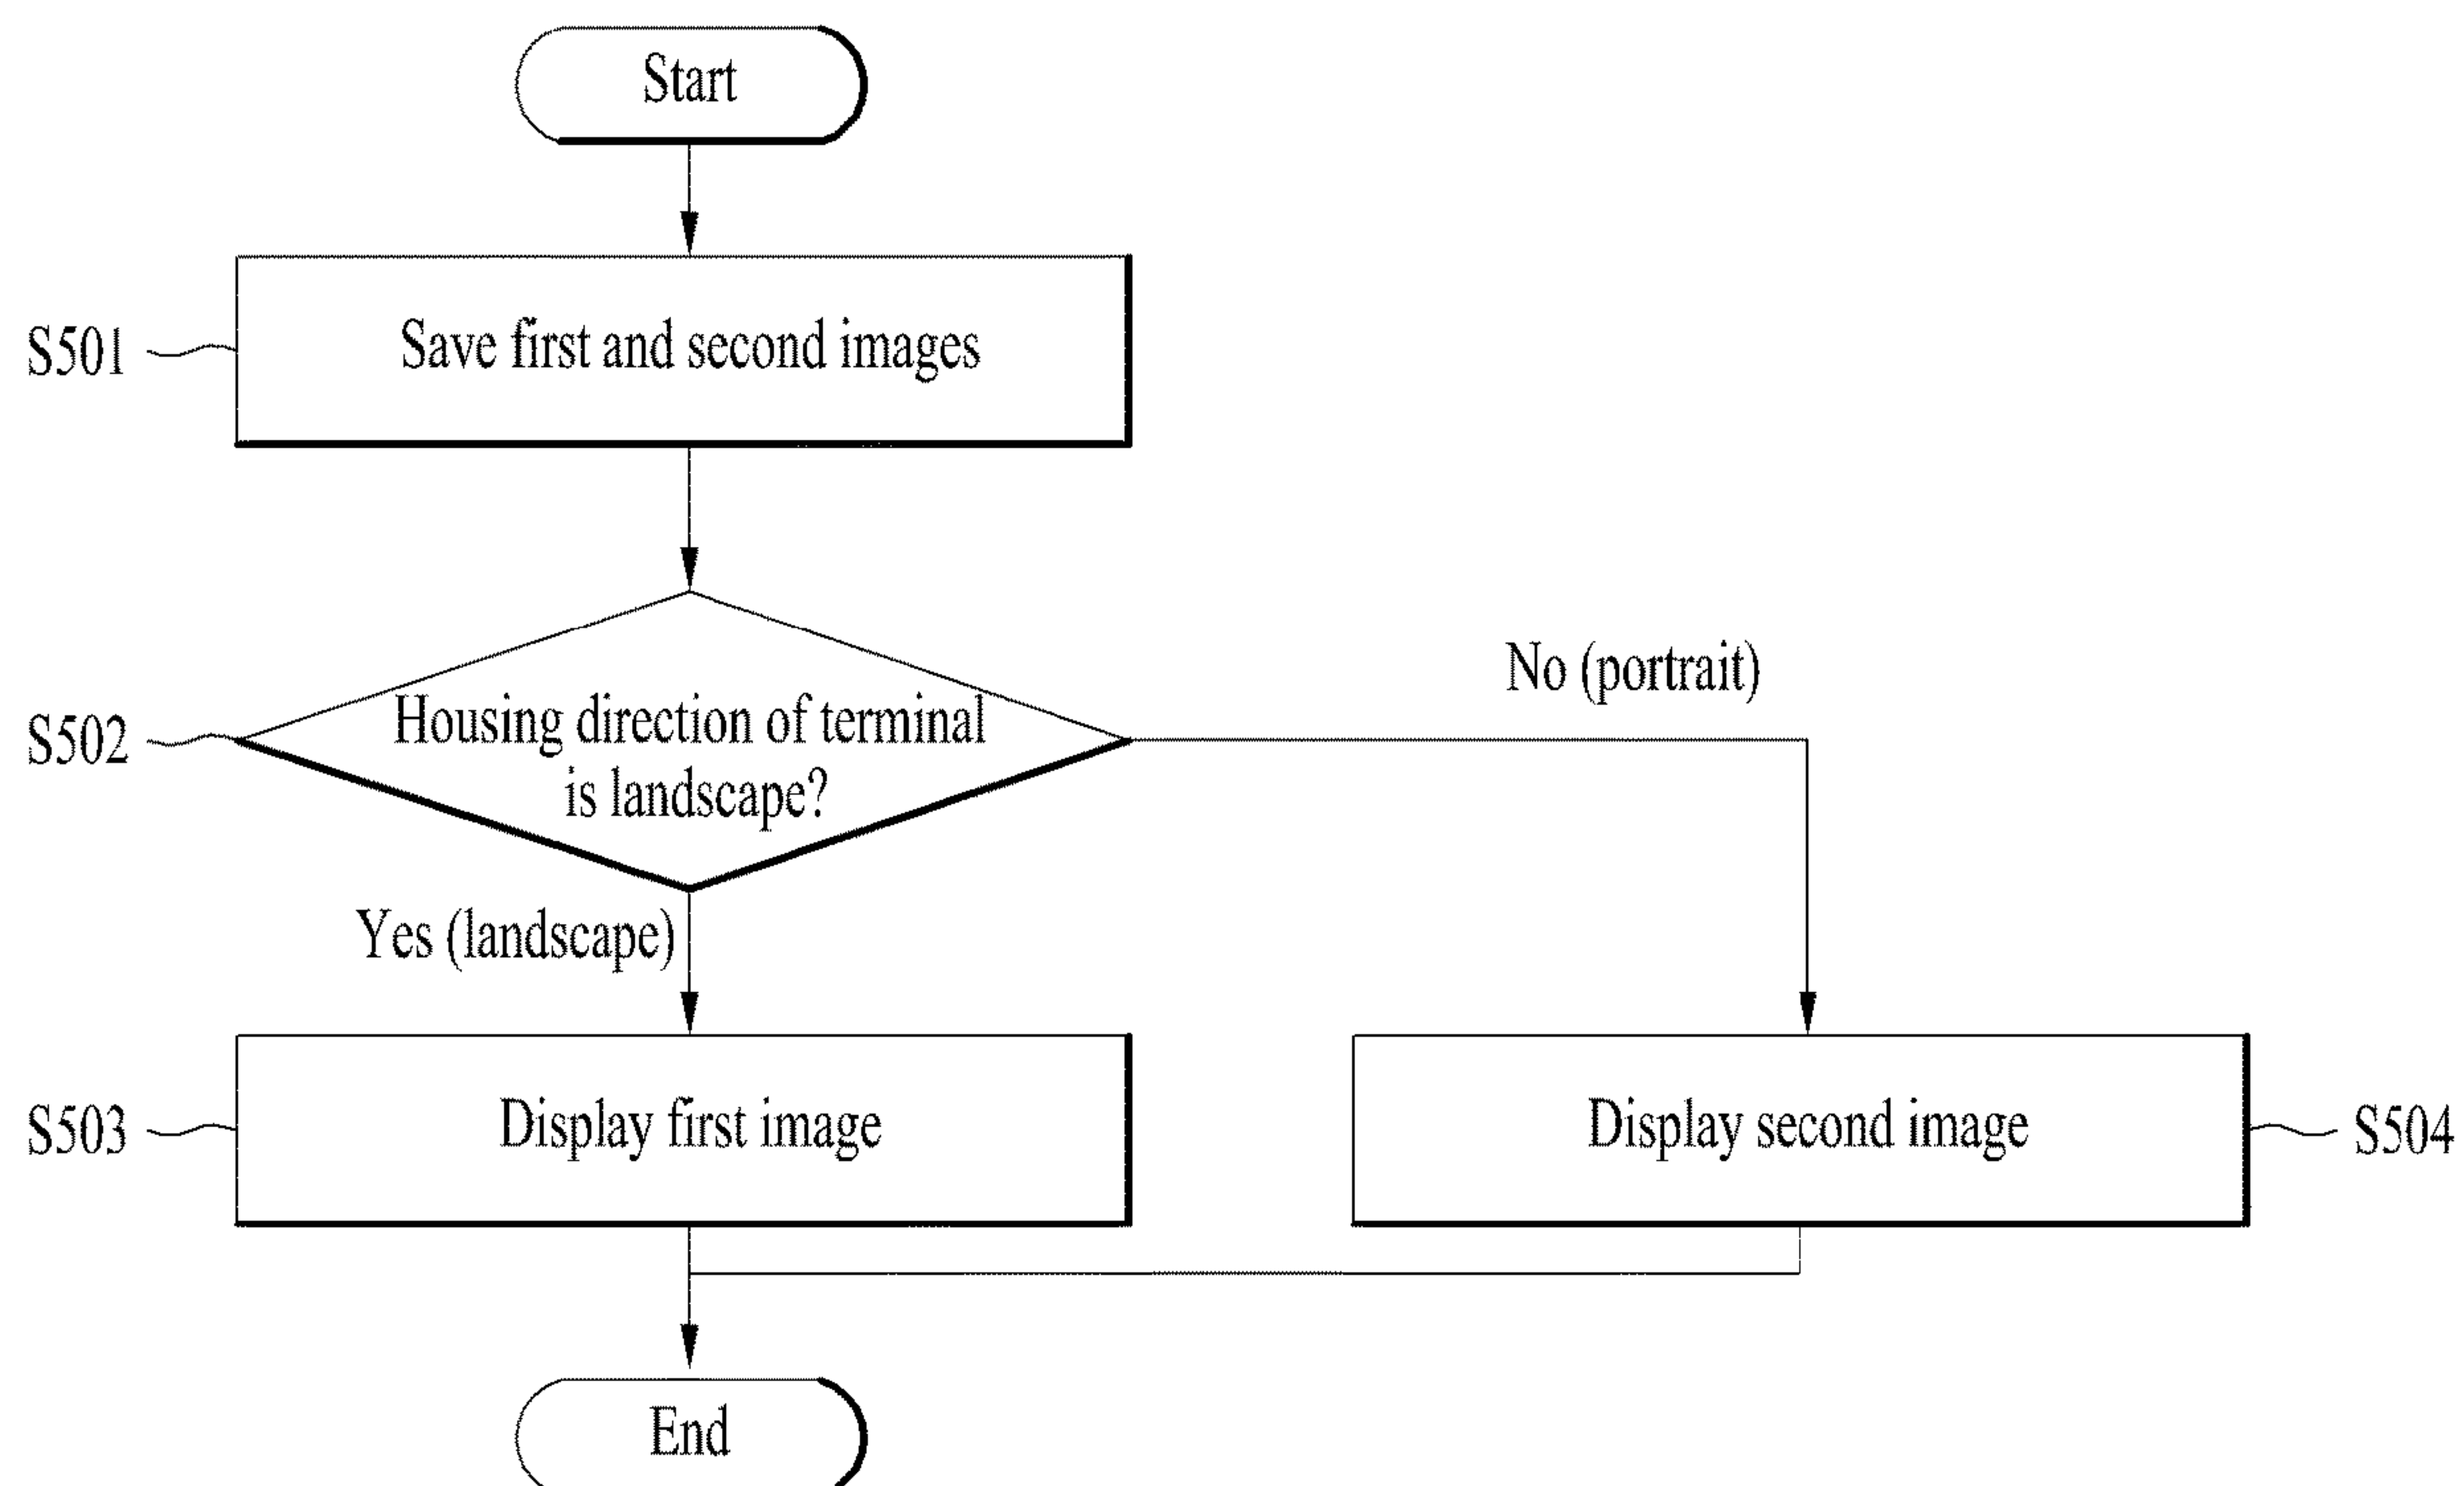 Start
S501
Save first and second images
S502
Housing direction of terminal
is landscape?
No (portrait)
Yes (landscape)
S503
Display first image
Display second image
S504
End